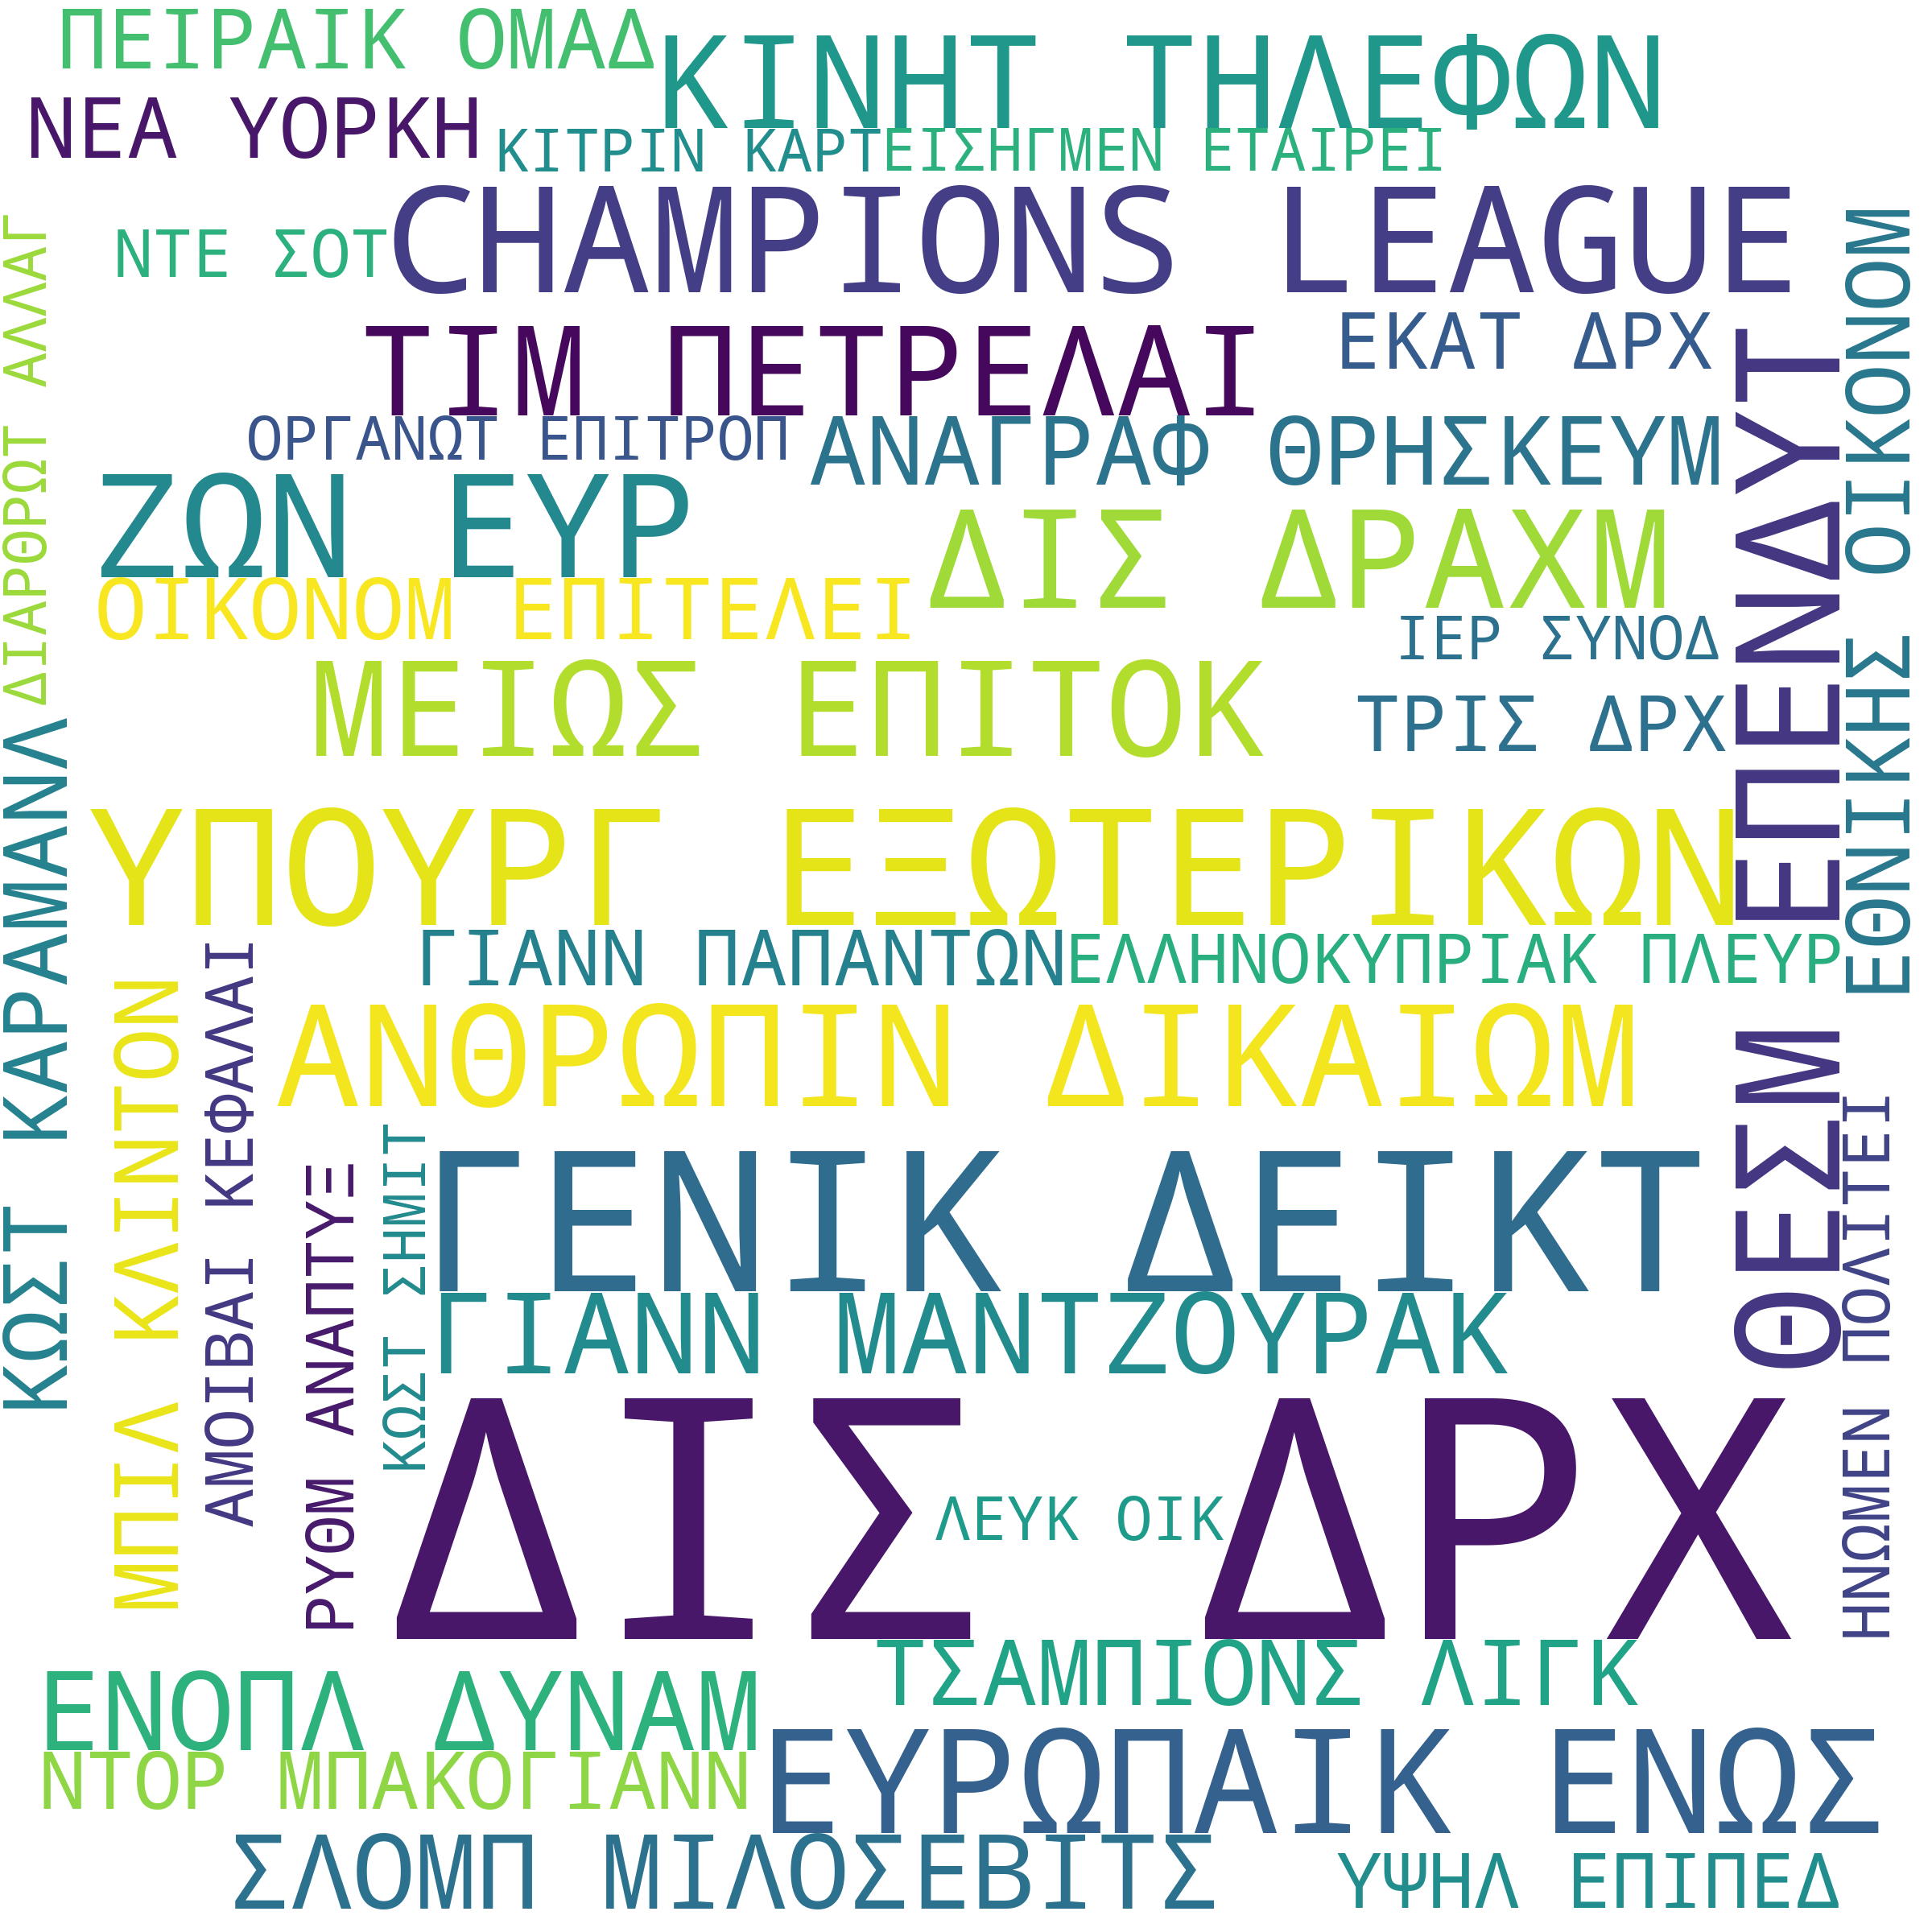 ΠΕΙΡΑΙΚ ΟΜΑΔ
ΚΙΝΗΤ ΤΗΛΕΦΩΝ
ΝΕΑ ΥΟΡΚΗ
ΚΙΤΡΙΝ ΚΑΡΤ
ΕΙΣΗΓΜΕΝ ΕΤΑΙΡΕΙ
CHAMPIONS LEAGUE
ΝΤΕ ΣΟΤ
ΔΙΑΡΘΡΩΤ ΑΛΛΑΓ
ΕΘΝΙΚΗΣ ΟΙΚΟΝΟΜ
ΤΙΜ ΠΕΤΡΕΛΑΙ
ΕΚΑΤ ΔΡΧ
ΘΕΣΜ ΕΠΕΝΔΥΤ
ΟΡΓΑΝΩΤ ΕΠΙΤΡΟΠ
ΑΝΑΓΡΑΦ ΘΡΗΣΚΕΥΜ
ΖΩΝ ΕΥΡ
ΔΙΣ ΔΡΑΧΜ
ΟΙΚΟΝΟΜ ΕΠΙΤΕΛΕΙ
ΙΕΡ ΣΥΝΟΔ
ΜΕΙΩΣ ΕΠΙΤΟΚ
ΤΡΙΣ ΔΡΧ
ΚΩΣΤ ΚΑΡΑΜΑΝΛ
ΥΠΟΥΡΓ ΕΞΩΤΕΡΙΚΩΝ
ΓΙΑΝΝ ΠΑΠΑΝΤΩΝ
ΕΛΛΗΝΟΚΥΠΡΙΑΚ ΠΛΕΥΡ
ΜΠΙΛ ΚΛΙΝΤΟΝ
ΑΜΟΙΒΑΙ ΚΕΦΑΛΑΙ
ΑΝΘΡΩΠΙΝ ΔΙΚΑΙΩΜ
ΗΝΩΜΕΝ ΠΟΛΙΤΕΙ
ΡΥΘΜ ΑΝΑΠΤΥΞ
ΚΩΣΤ ΣΗΜΙΤ
ΓΕΝΙΚ ΔΕΙΚΤ
ΓΙΑΝΝ ΜΑΝΤΖΟΥΡΑΚ
ΔΙΣ ΔΡΧ
ΛΕΥΚ ΟΙΚ
ΤΣΑΜΠΙΟΝΣ ΛΙΓΚ
ΕΝΟΠΛ ΔΥΝΑΜ
ΕΥΡΩΠΑΙΚ ΕΝΩΣ
ΝΤΟΡ ΜΠΑΚΟΓΙΑΝΝ
ΣΛΟΜΠ ΜΙΛΟΣΕΒΙΤΣ
ΥΨΗΛ ΕΠΙΠΕΔ